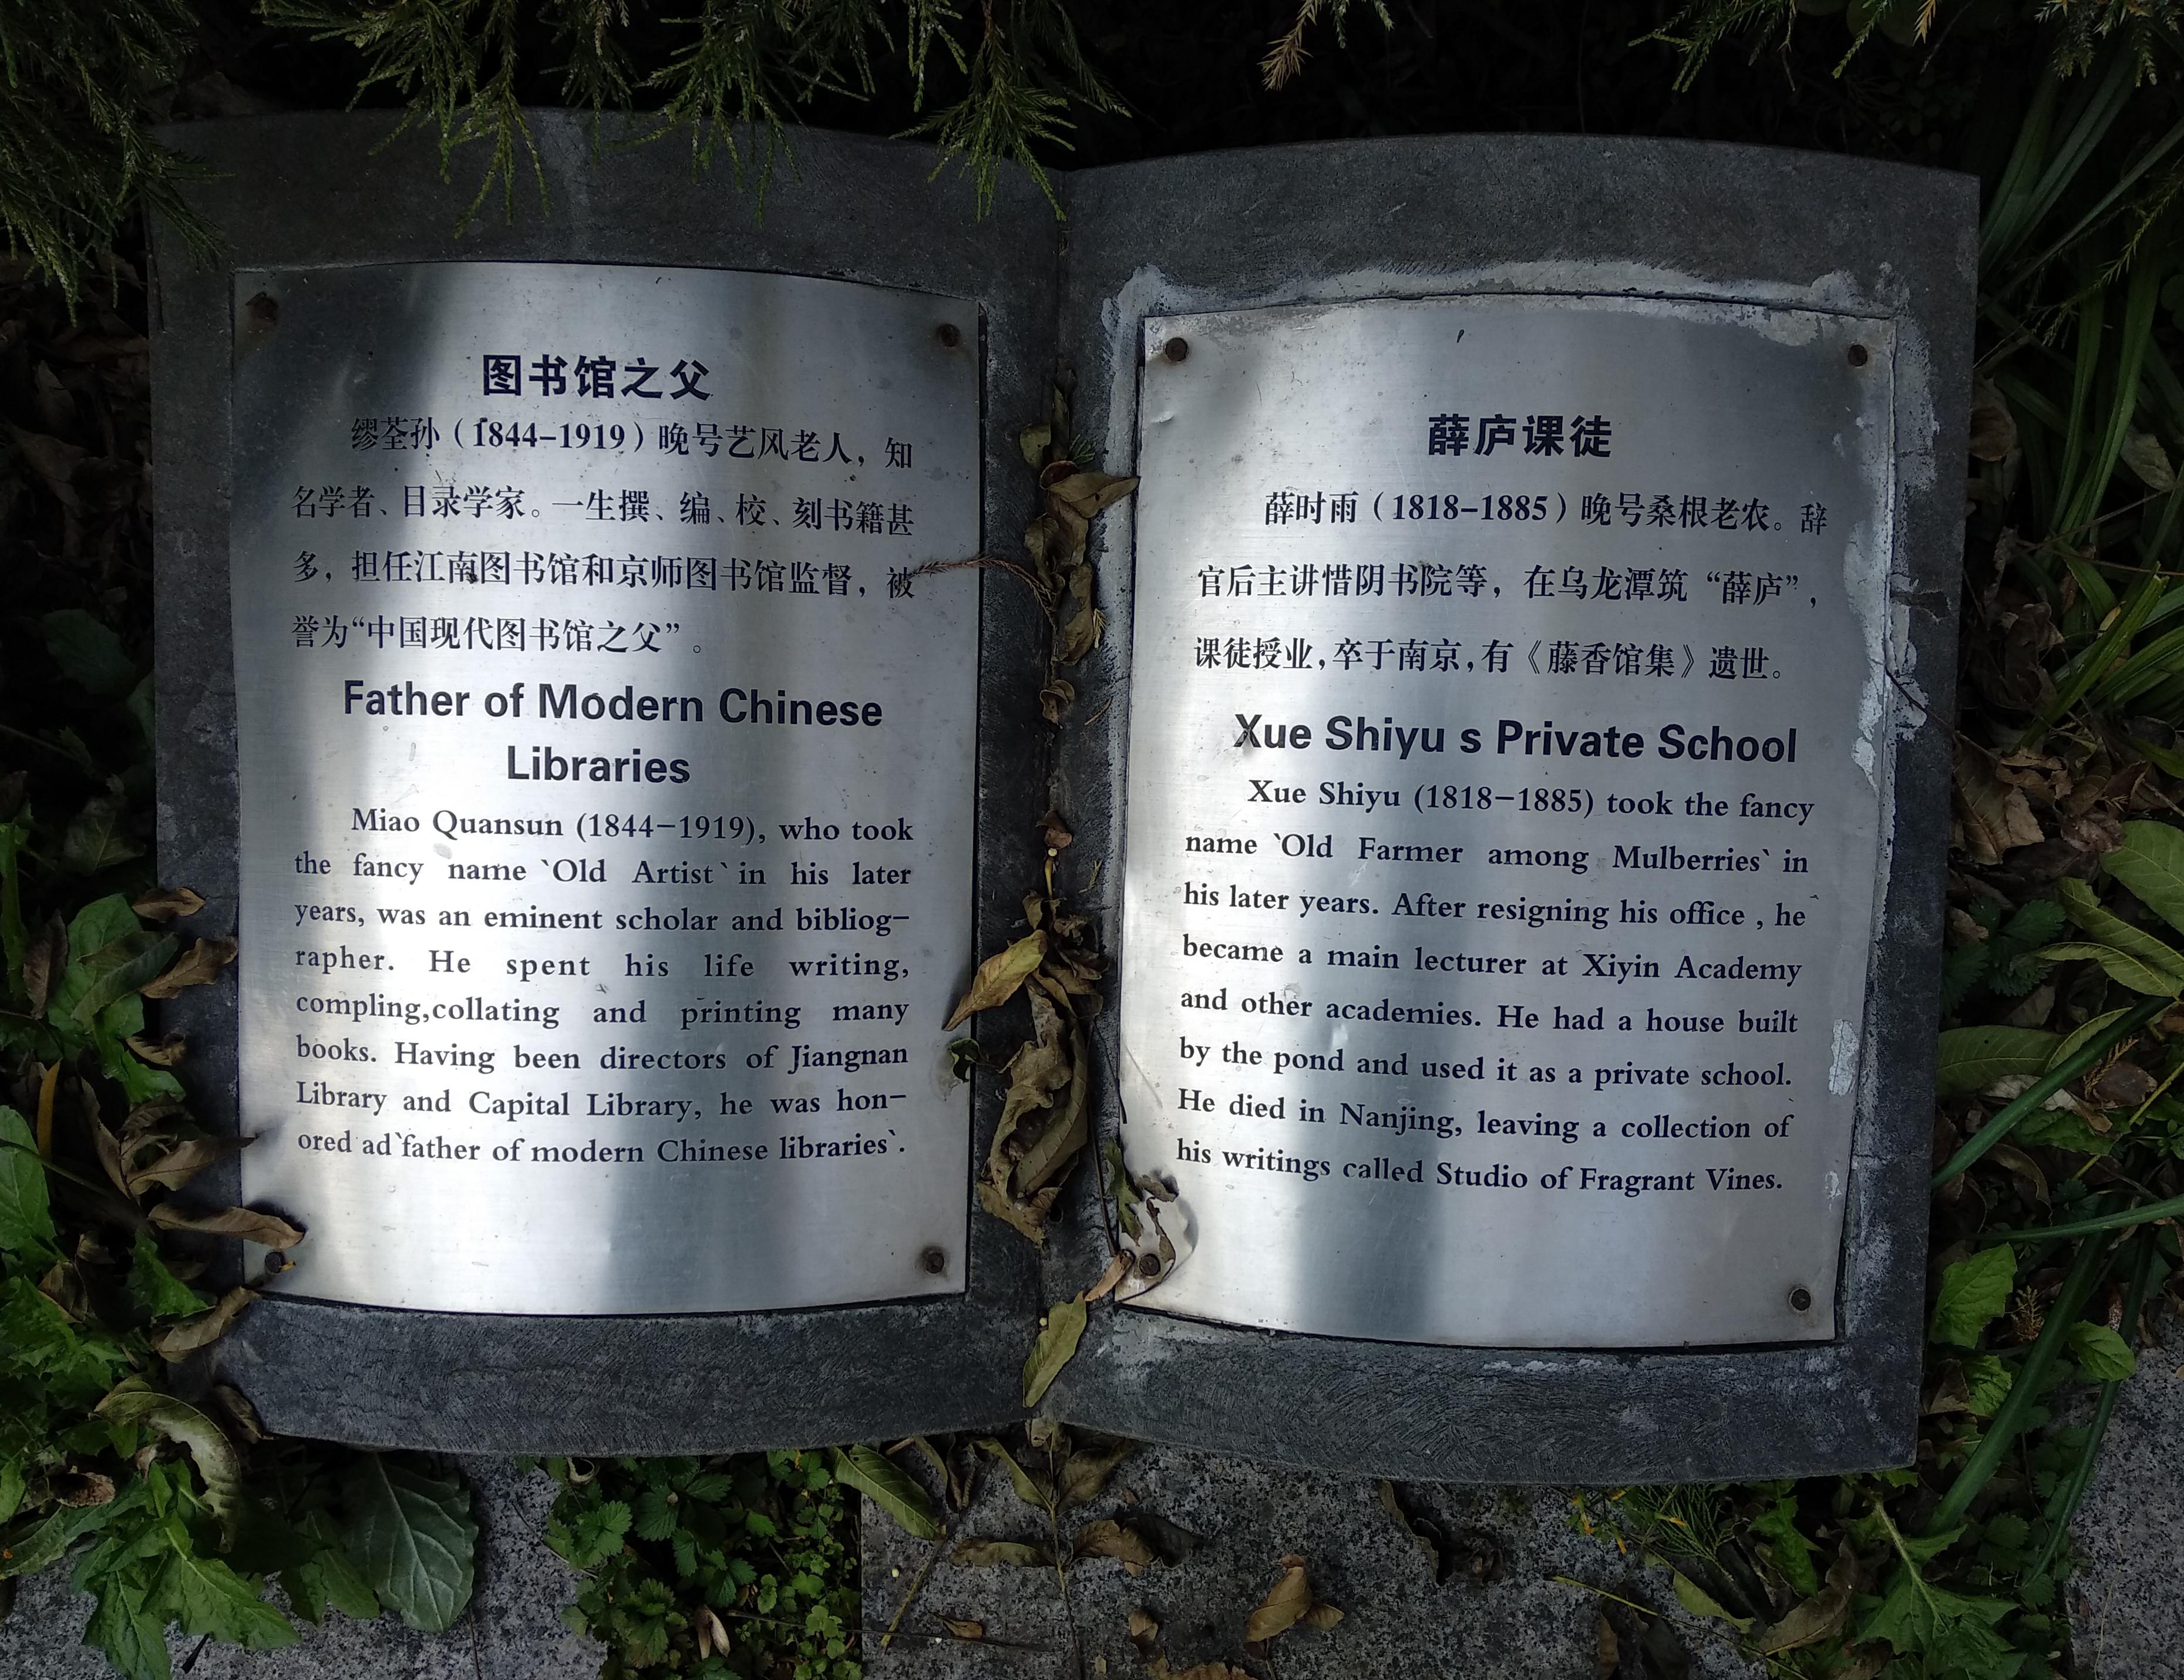 图书馆之父
缪荃孙（1844-1919）晚号艺风老人，知
名学者、目录学家。一生撰、编、校、刻书籍甚
多，担任江南图书馆和京师图书馆监督，被
誉为“中国现代图书馆之父”。
Father of Modern Chinese
Libraries
Miao Quansun (1844-1919), who took
the fancy name `Old Artist` in his later
years, was an eminent scholar and bibliog-
rapher. He spent his life writing,
compling,collating and printing many
books. Having been directors of Jiangnan
Library and Capital Library, he was hon-
ored ad`father of modern Chinese libraries`.
薛庐课徒
薛时雨（1818-1885）晚号桑根老农。辞
官后主讲惜阴书院等，在乌龙潭筑“薛庐”，
课徒授业，卒于南京，有《藤香馆集》遗世。
Xue Shiyu s Private School
Xue Shiyu (1818-1885) took the fancy
name `Old Farmer among Mulberries` in
his later years. After resigning his office , he
became a main lecturer at Xiyin Academy
and other academies. He had a house built
by the pond and used it as a private school.
He died in Nanjing, leaving a collection of
his writings called Studio of Fragrant Vines.